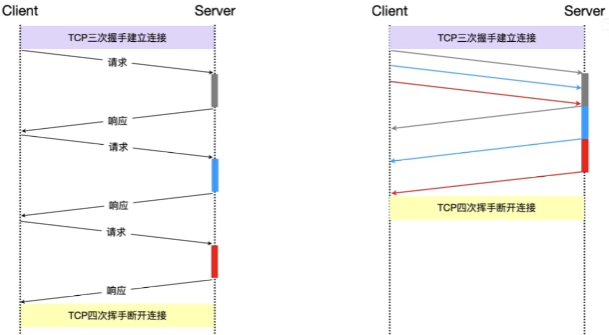 Client
Server
TCP三次握手建立连接
请求
响应
请求
响应
请求
响应
TCP四次挥手断开连接
Client
Server
TCP三次握手建立连接
TCP四次挥手断开连接